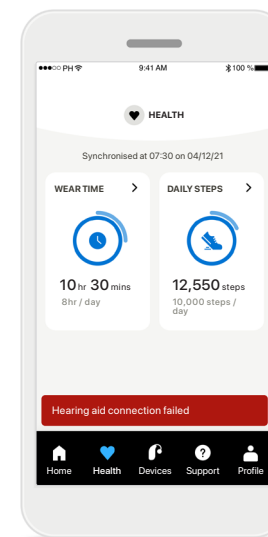 PH 9:41 AM 100 %
HEALTH
Synchronised at 07:30 on 04/12/21
WEAR TIME
DAILY STEPS
10 hr 30 mins
8hr / day
12,550 steps
10,000 steps /
day
Hearing aid connection failed
Home Health Devices Support Profile